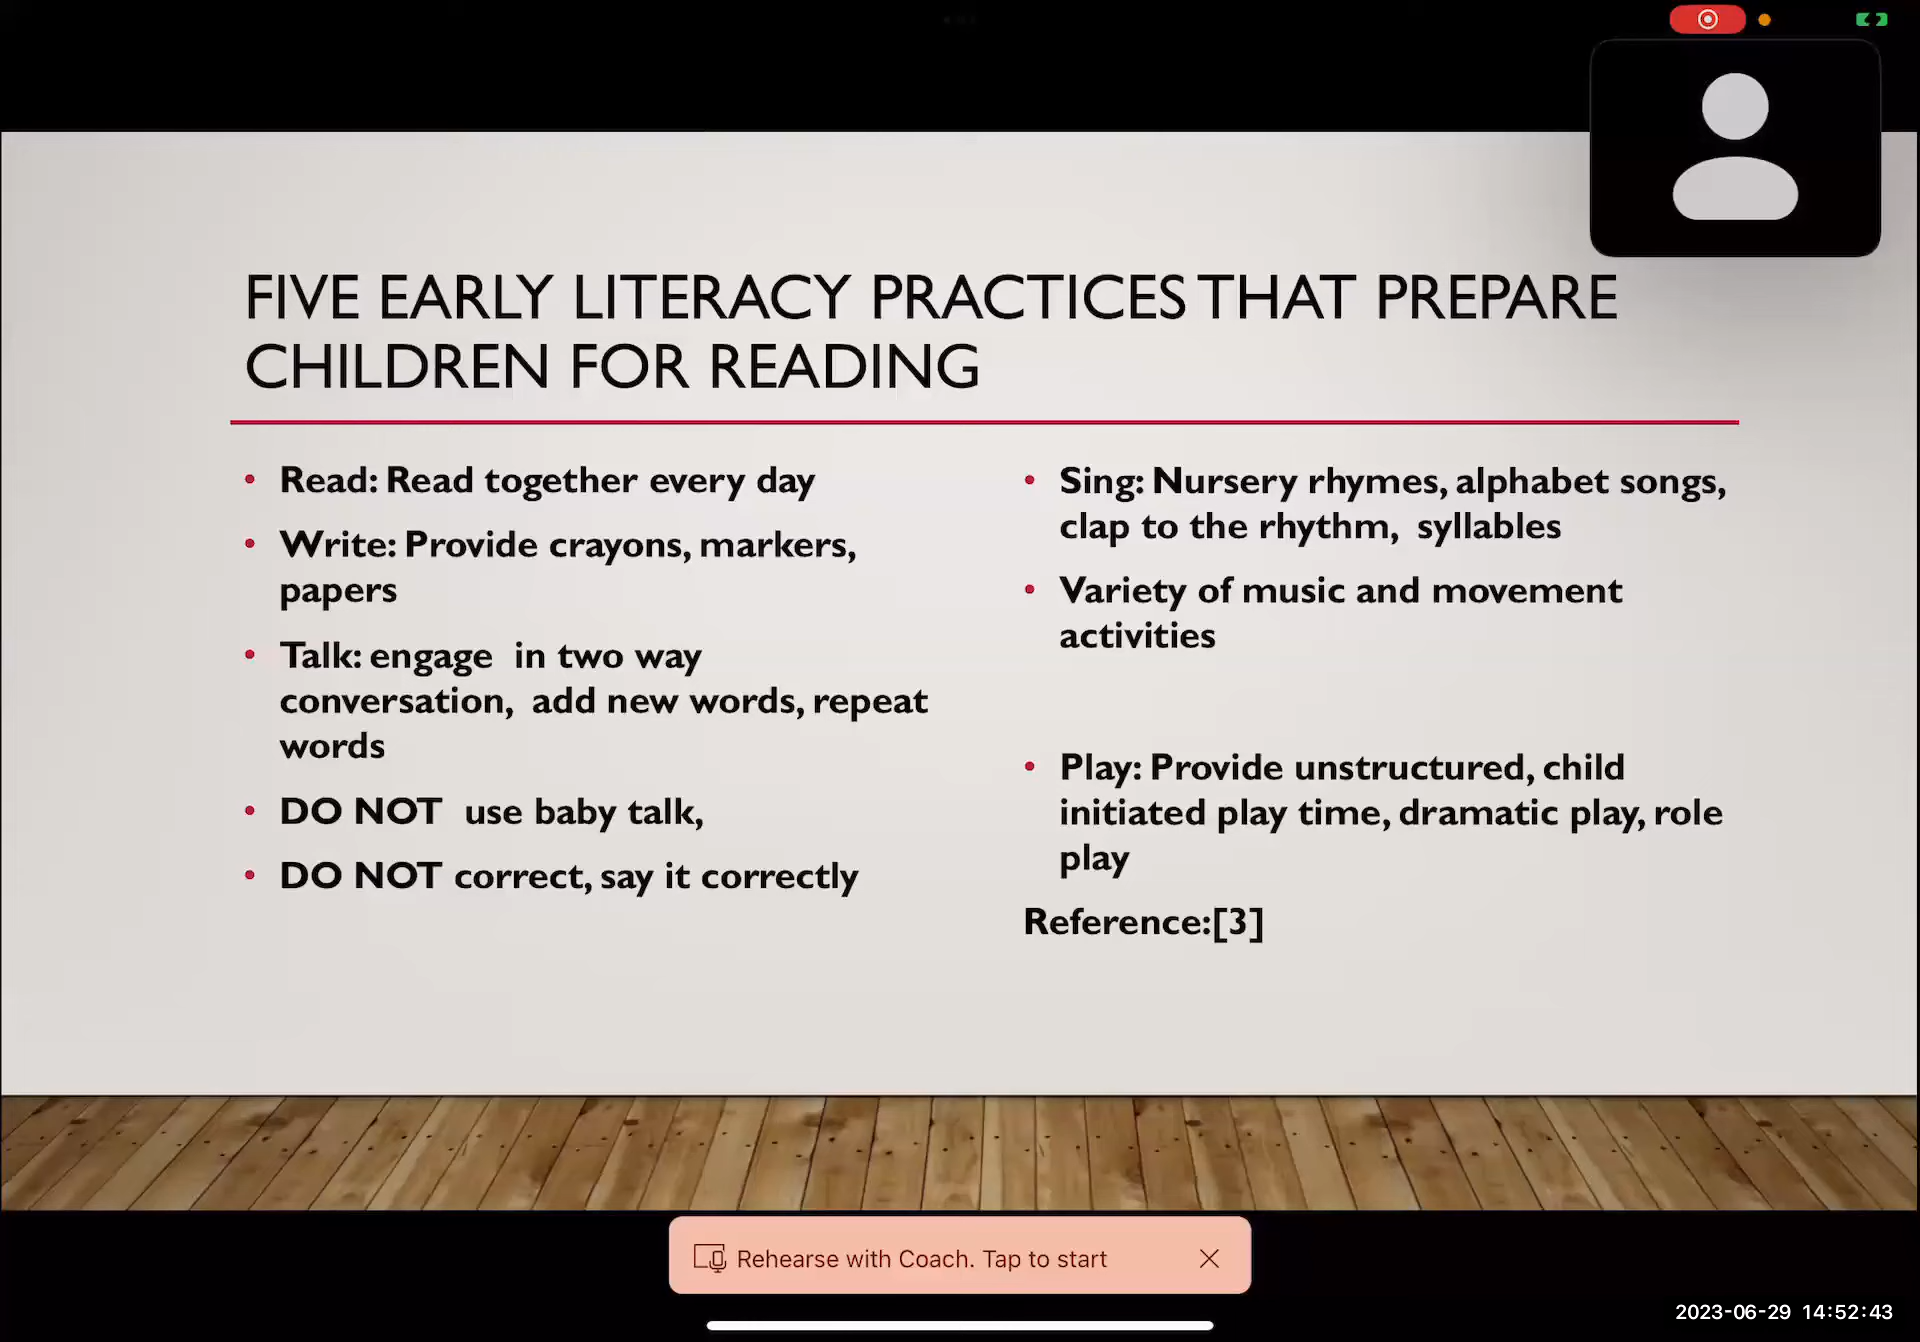 FIVE EARLY LITERACY PRACTICES THAT PREPARE
CHILDREN FOR READING
• Read: Read together every day
• Write: Provide crayons, markers,
papers
• Talk: engage  in two way
conversation,  add new words, repeat
words
• DO NOT  use baby talk,
• DO NOT correct, say it correctly
• Sing: Nursery rhymes, alphabet songs,
clap to the rhythm,  syllables
• Variety of music and movement
activities
• Play: Provide unstructured, child
initiated play time, dramatic play, role
play
Reference:[3]
Rehearse with Coach. Tap to start
2023-06-29 14:52:43